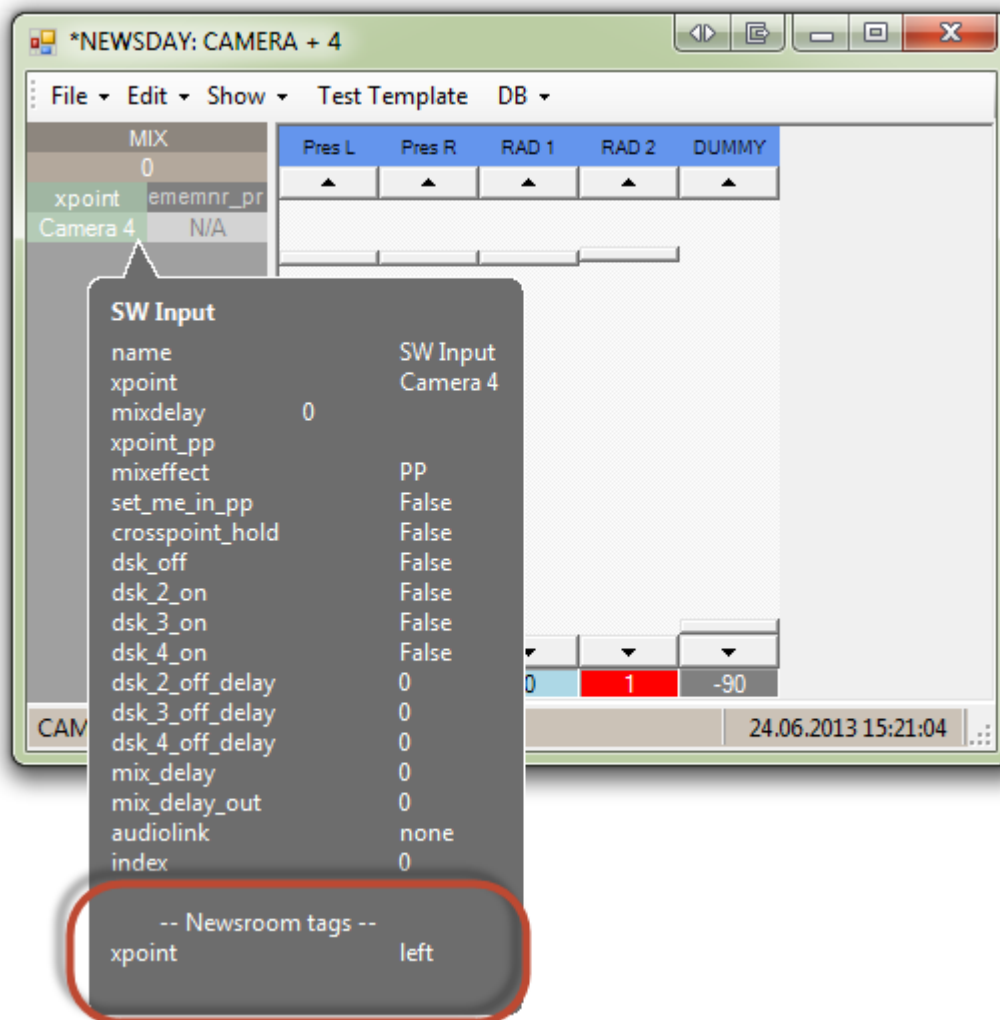 *NEWSDAY: CAMERA + 4
File Edit Show Test Template DB
MIX
0
xpoint ememnr_pr
Camera 4 N/A
Pres L Pres R RAD 1 RAD 2 DUMMY
SW Input
name SW Input
xpoint Camera 4
mixdelay 0
xpoint_pp
mixeffect PP
set_me_in_pp False
crosspoint_hold False
dsk_off False
dsk_2_on False
dsk_3_on False
dsk_4_on False
dsk_2_off_delay 0
dsk_3_off_delay 0
dsk_4_off_delay 0
mix_delay 0
mix_delay_out 0
audiolink none
index 0
-- Newsroom tags --
xpoint left
0 1 -90
CAM 24.06.2013 15:21:04